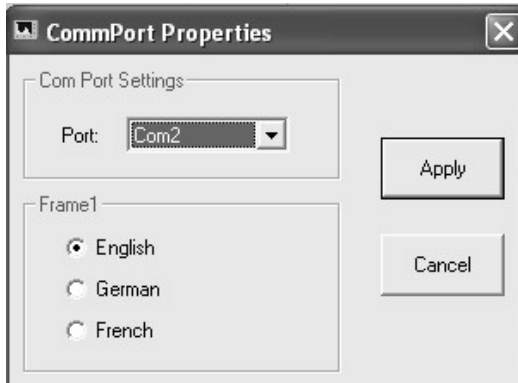 CommPort Properties
Com Port Settings
Port: Com2
Apply
Frame1
English
German
French
Cancel